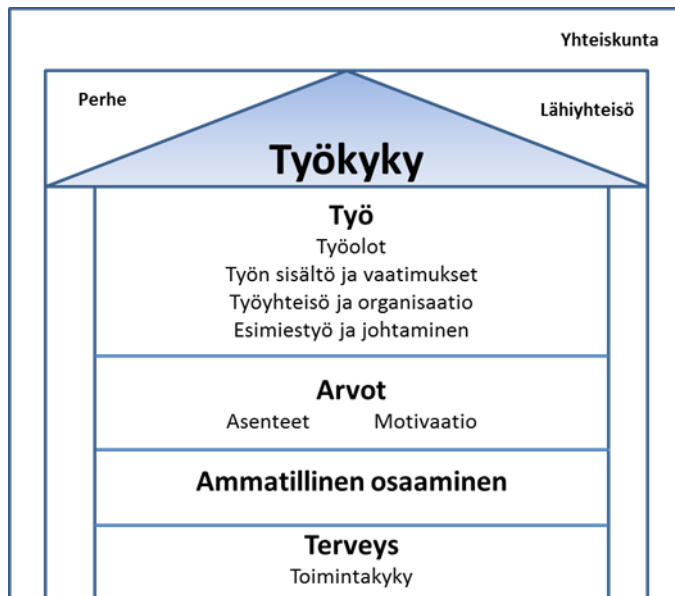 Yhteiskunta
Perhe
Lähiyhteisö
Työkyky
Työ
Työolot
Työn sisältö ja vaatimukset
Työyhteisö ja organisaatio
Esimiestyö ja johtaminen
Arvot
Asenteet Motivaatio
Ammatillinen osaaminen
Terveys
Toimintakyky